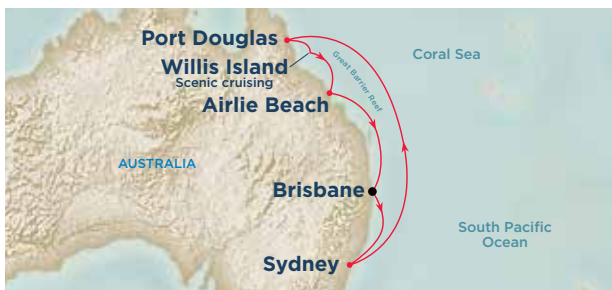 Port Douglas
Willis Island
Scenic cruising
Airlie Beach
Great Barrier Reef
Coral Sea
AUSTRALIA
Brisbane
South Pacific
Ocean
Sydney